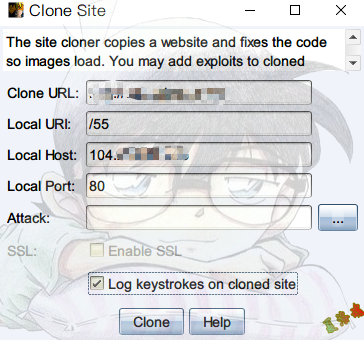 Clone Site
The site cloner copies a website and fixes the code
so images load. You may add exploits to cloned
Clone URL:
Local URI: /55
Local Host: 104.
Local Port: 80
Attack: ...
SSL: Enable SSL
Log keystrokes on cloned site
Clone Help